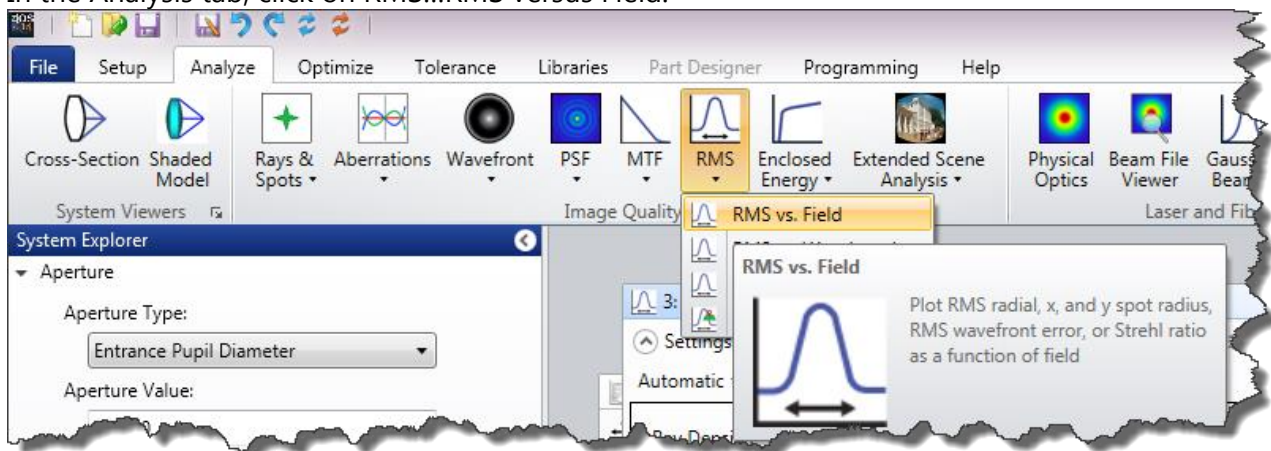 In the Analysis tab, click on RMS...RMS versus Field.
File Setup Analyze Optimize Tolerance Libraries Part Designer Programming Help
Cross-Section Shaded Model Rays & Spots Aberrations Wavefront PSF MTF RMS Enclosed Energy Extended Scene Analysis Physical Optics Beam File Viewer
System Viewers Image Quality Laser and
RMS vs. Field
System Explorer
RMS vs. Field
Aperture
Plot RMS radial, x, and y spot radius,
RMS wavefront error, or Strehl ratio
as a function of field
3:
Aperture Type:
Settings
Entrance Pupil Diameter
Automatic
Aperture Value: